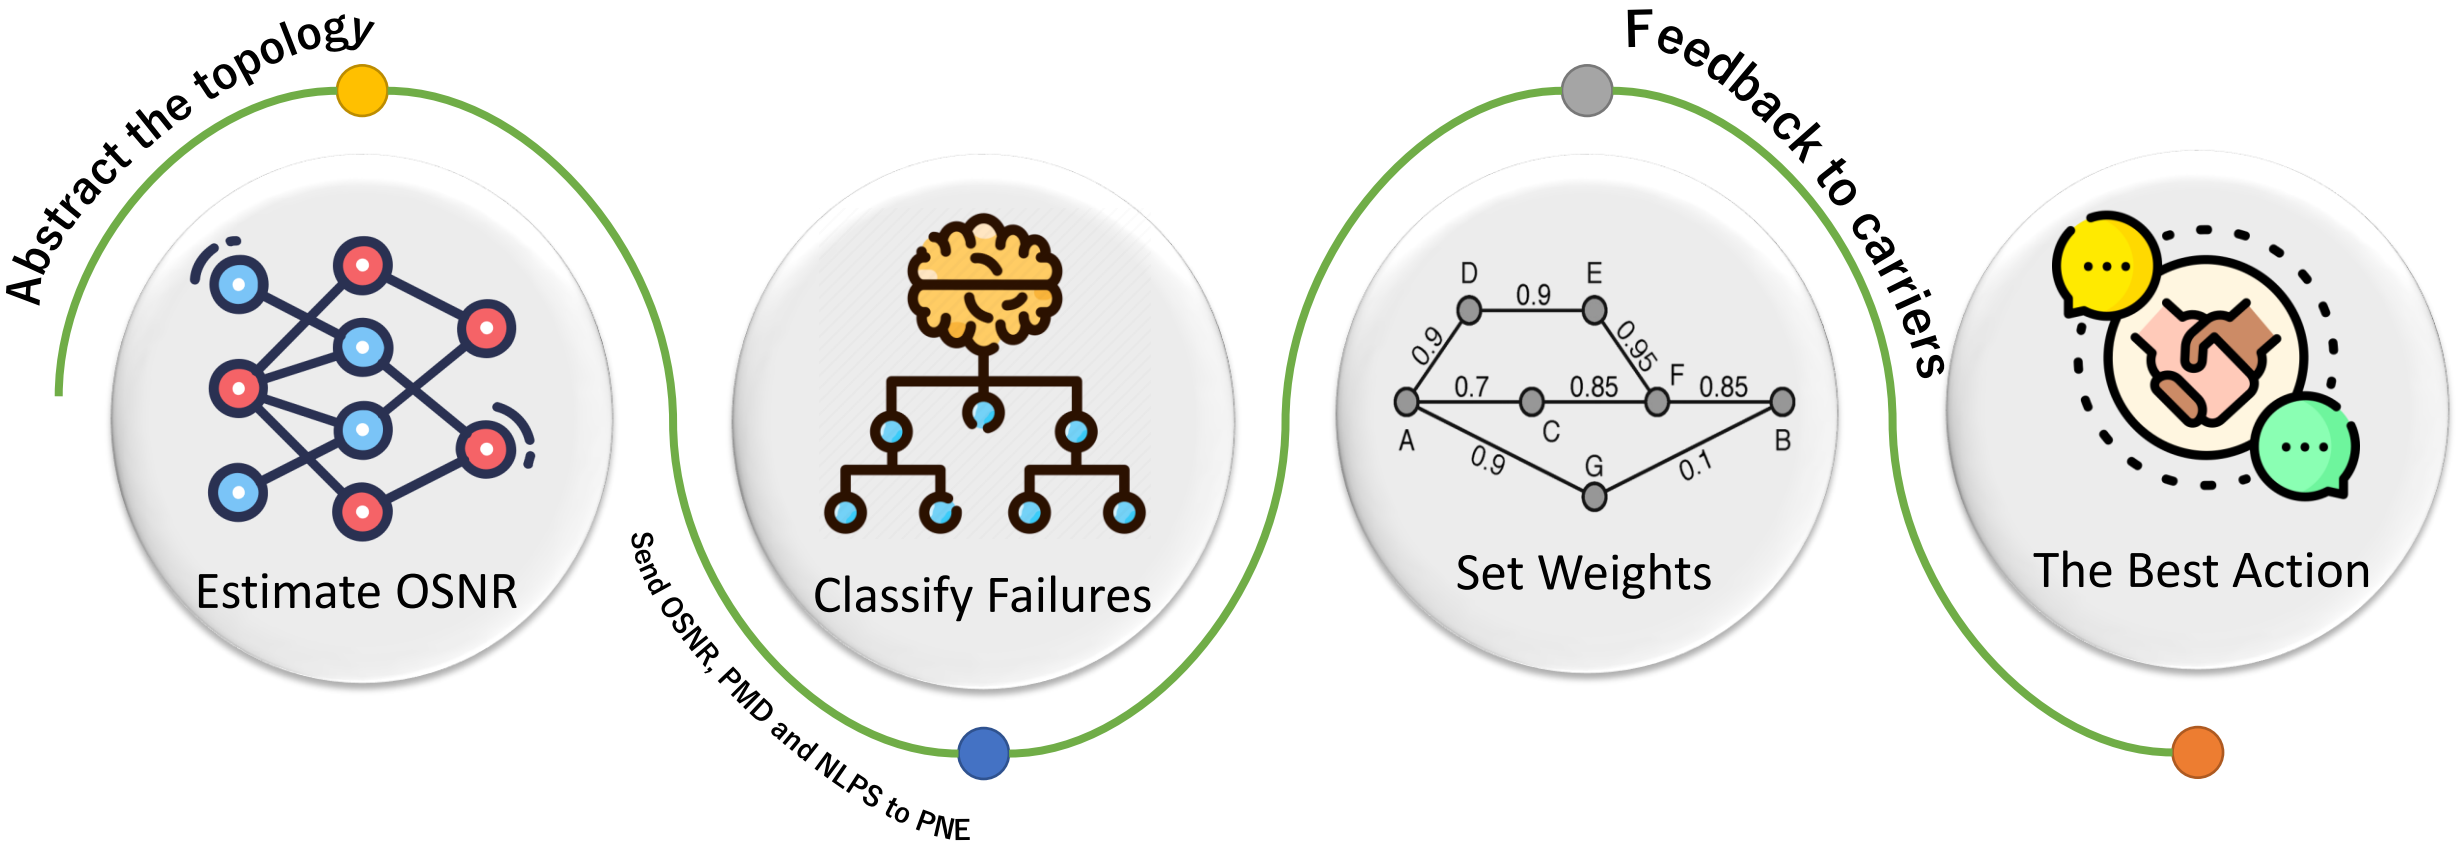 Abstract the topology
Estimate OSNR
Send OSNR, PMD and NLPS to PNE
Classify Failures
D
E
0.9
0.9
0.95
F
0.7
0.85
0.85
A
C
B
G
0.9
0.1
Set Weights
Feedback to carriers
The Best Action